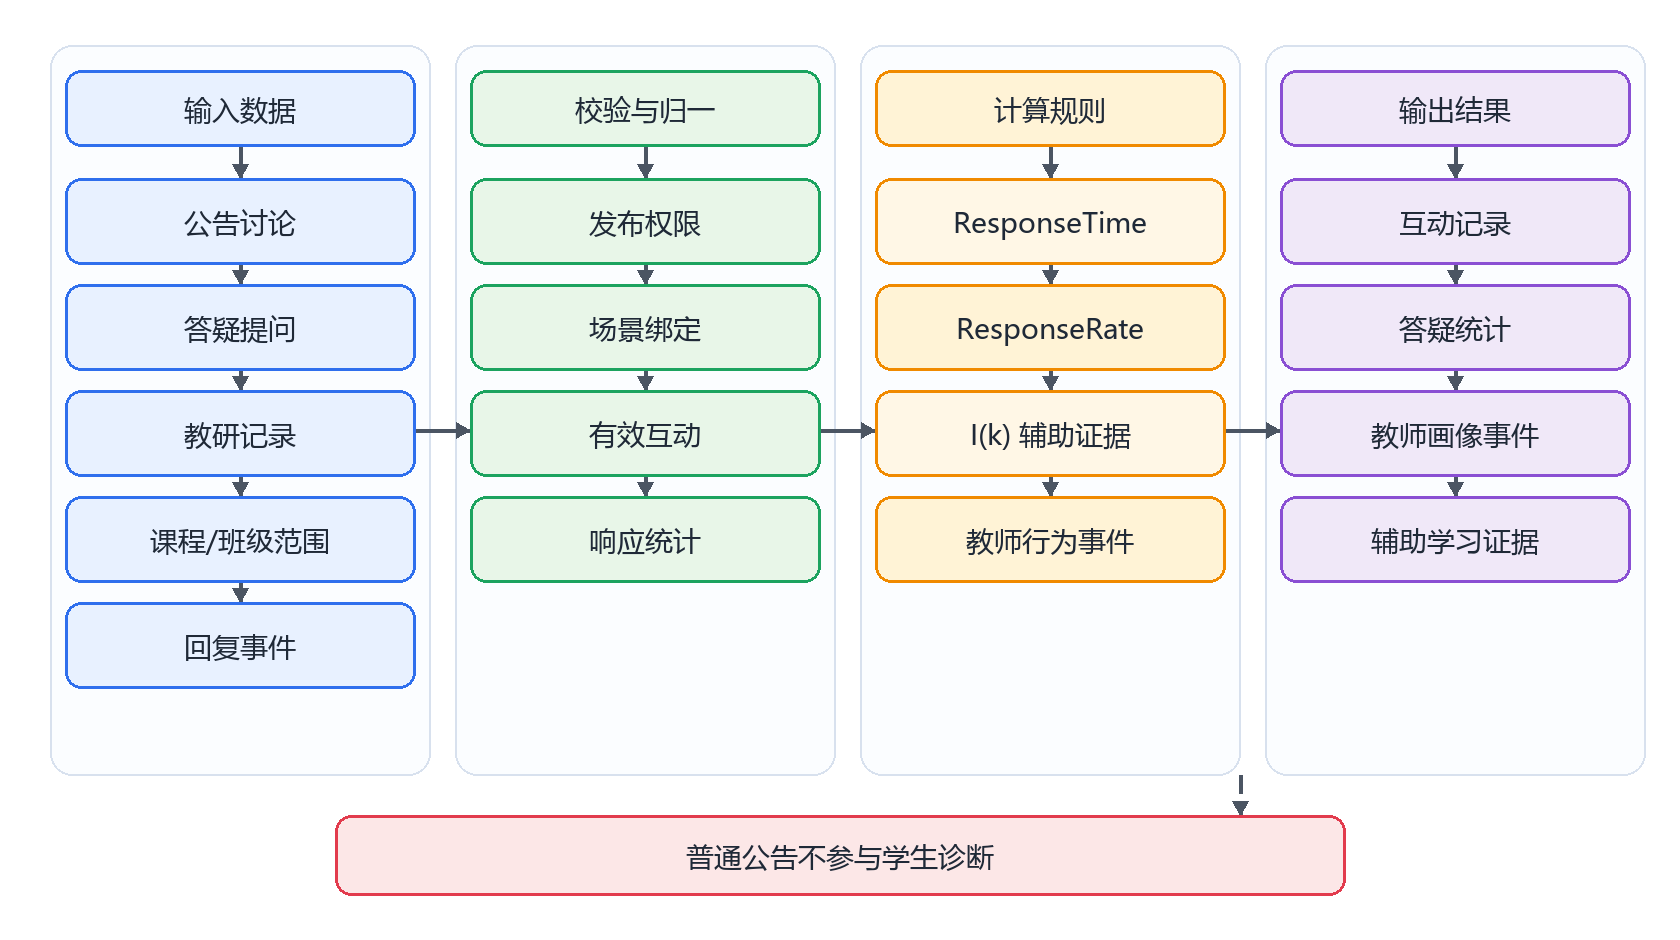 输入数据
公告讨论
答疑提问
教研记录
课程/班级范围
回复事件
校验与归一
发布权限
场景绑定
有效互动
响应统计
计算规则
ResponseTime
ResponseRate
I(k) 辅助证据
教师行为事件
输出结果
互动记录
答疑统计
教师画像事件
辅助学习证据
普通公告不参与学生诊断